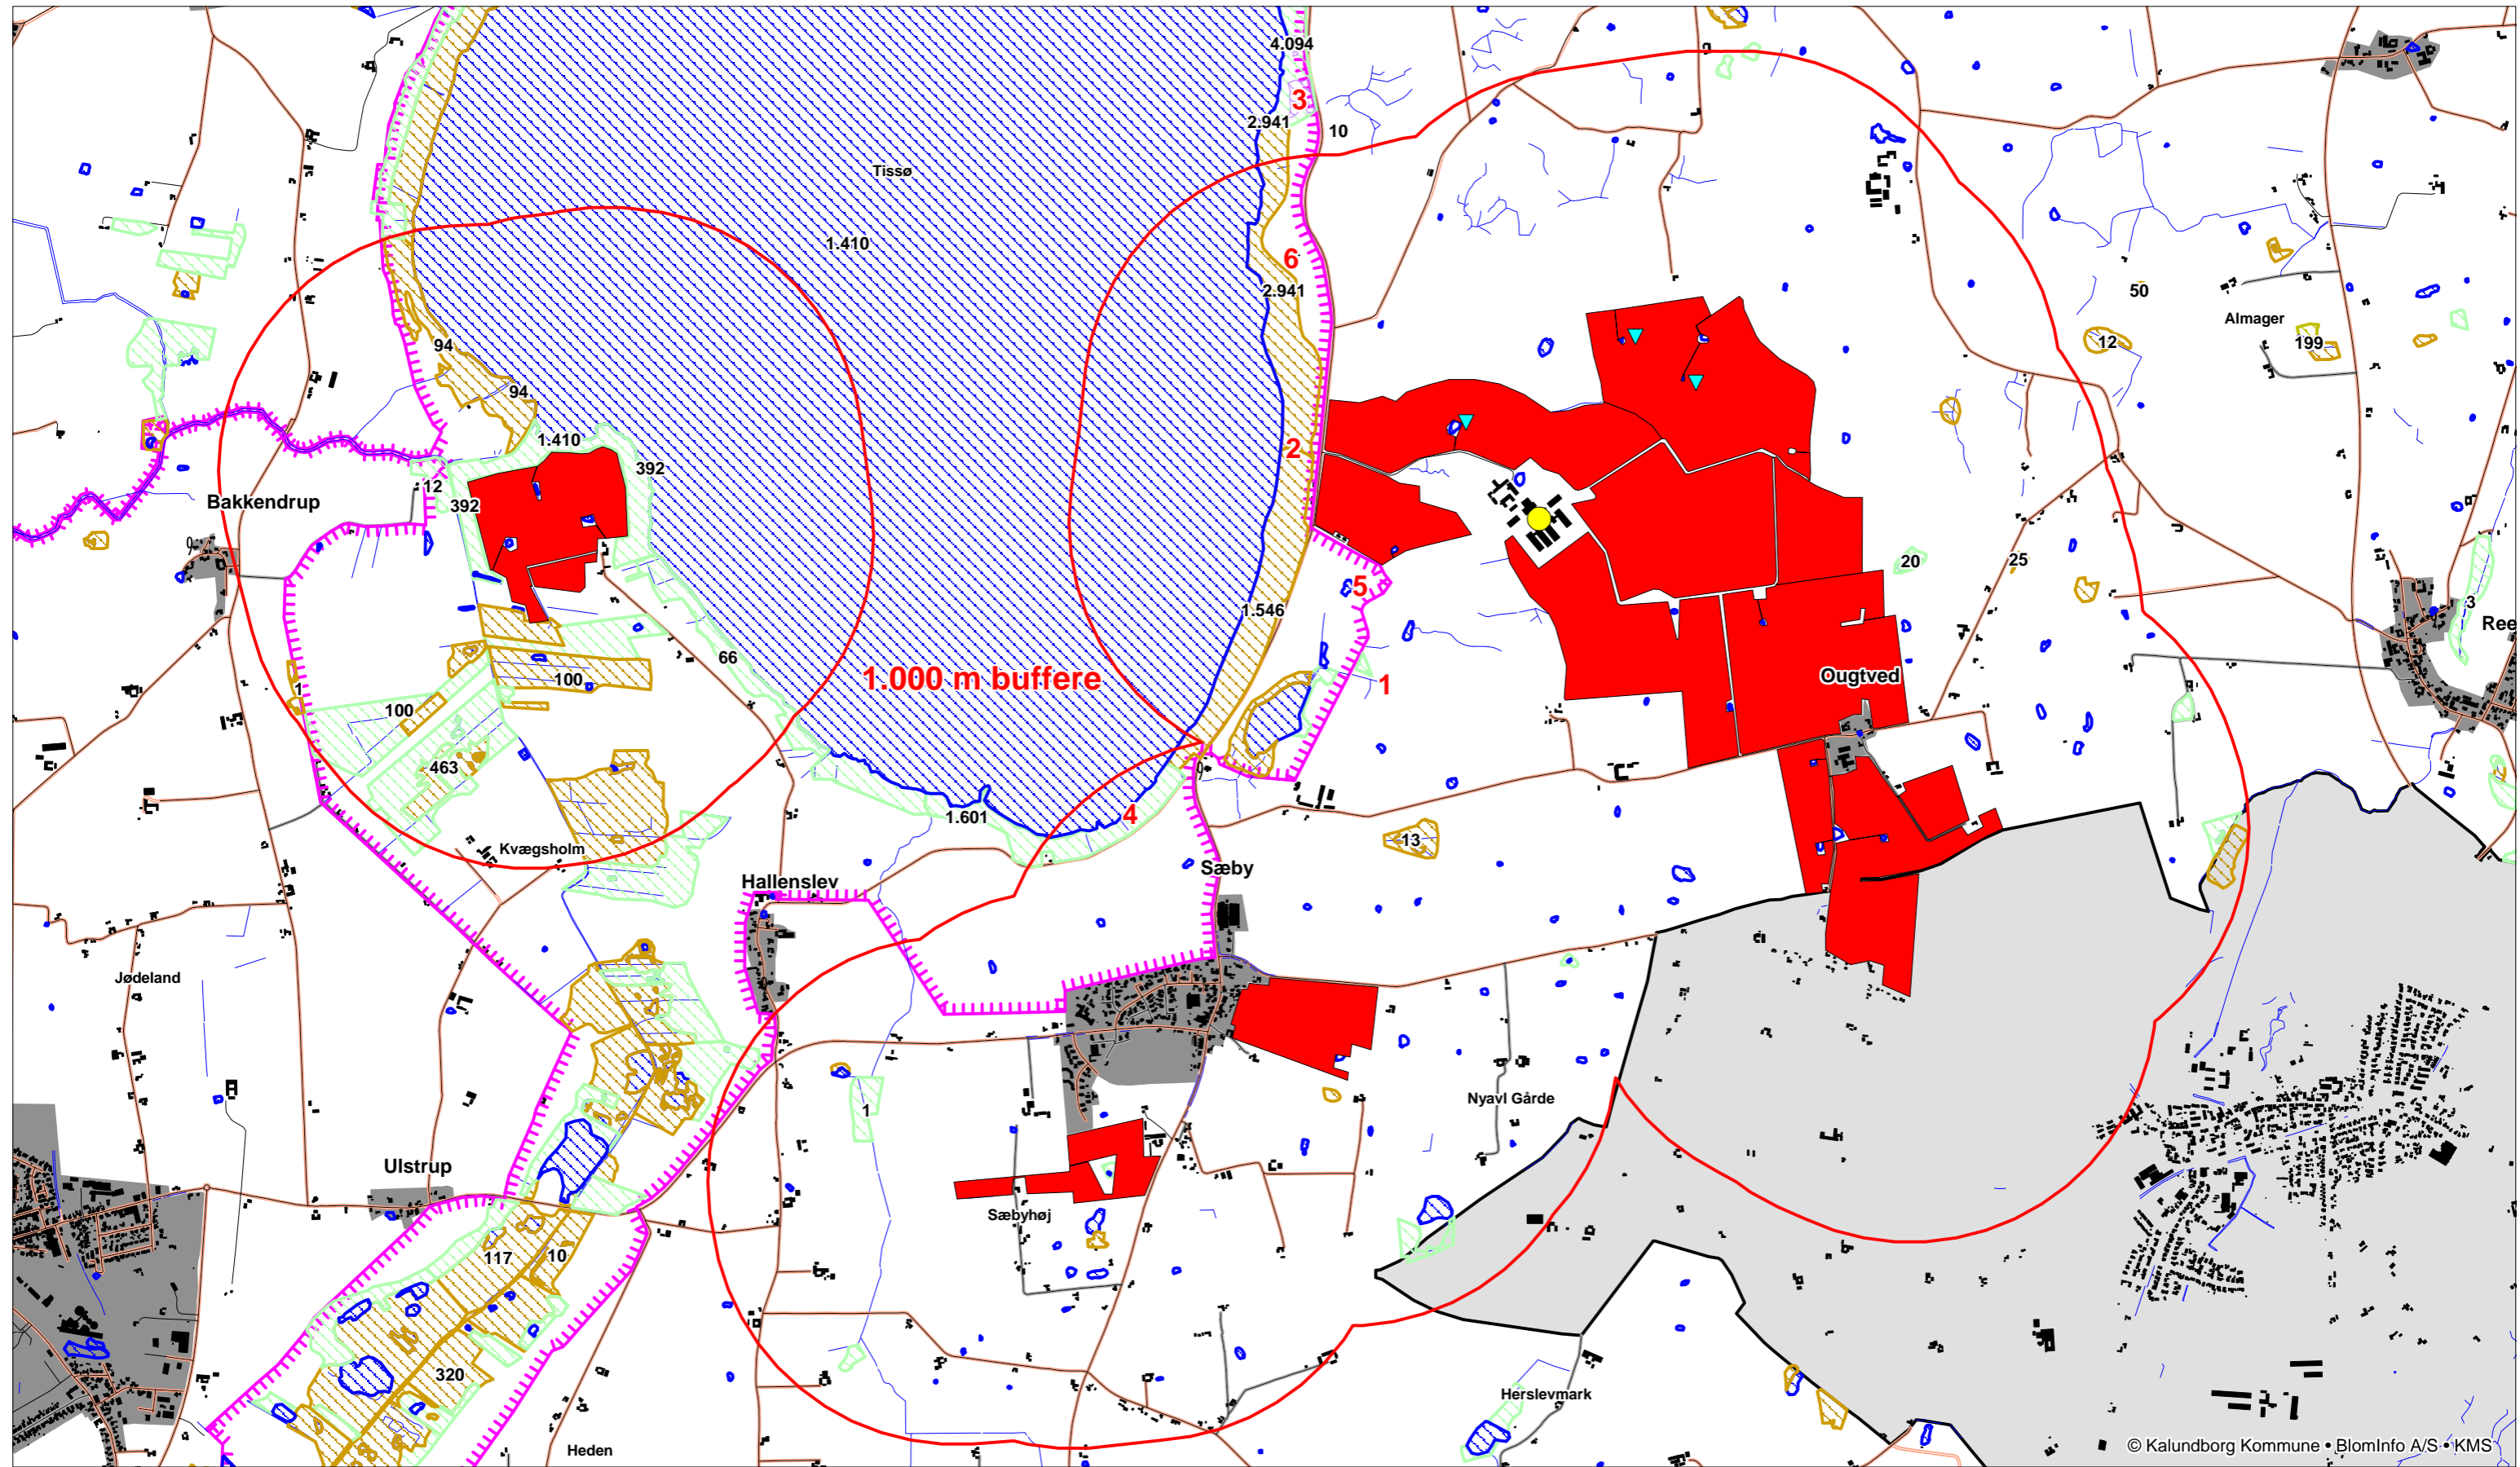 4.094
3
2.941
10
Tissø
1.410
6
2.941
50
Almager
12
199
94
94
1.410
2
392
12
392
Bakkendrup
5
20
25
1.546
3
Ree
66
1.000 m buffere
1
Ougtved
100
1
100
463
4
1.601
13
Kvægsholm
Sæby
Hallenslev
Jødeland
Nyavl Gårde
1
Ulstrup
Sæbyhøj
117
10
320
Herslevmark
Heden
© Kalundborg Kommune • BlomInfo A/S • KMS